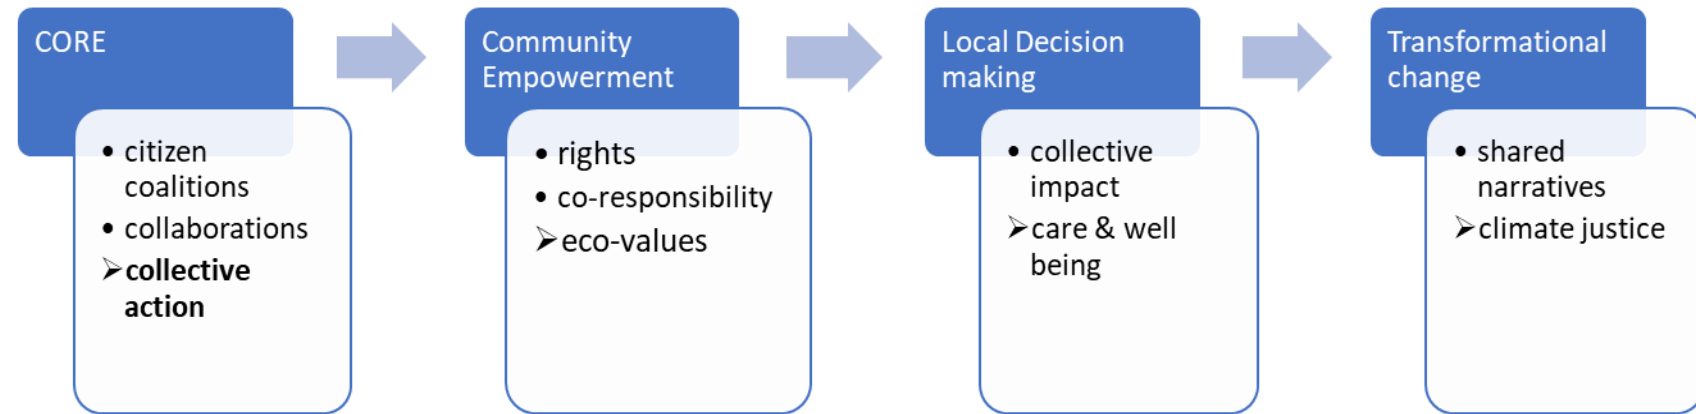 CORE
• citizen
coalitions
• collaborations
➢collective
action
Community
Empowerment
• rights
• co-responsibility
➢eco-values
Local Decision
making
• collective
impact
➢care & well
being
Transformational
change
• shared
narratives
➢climate justice